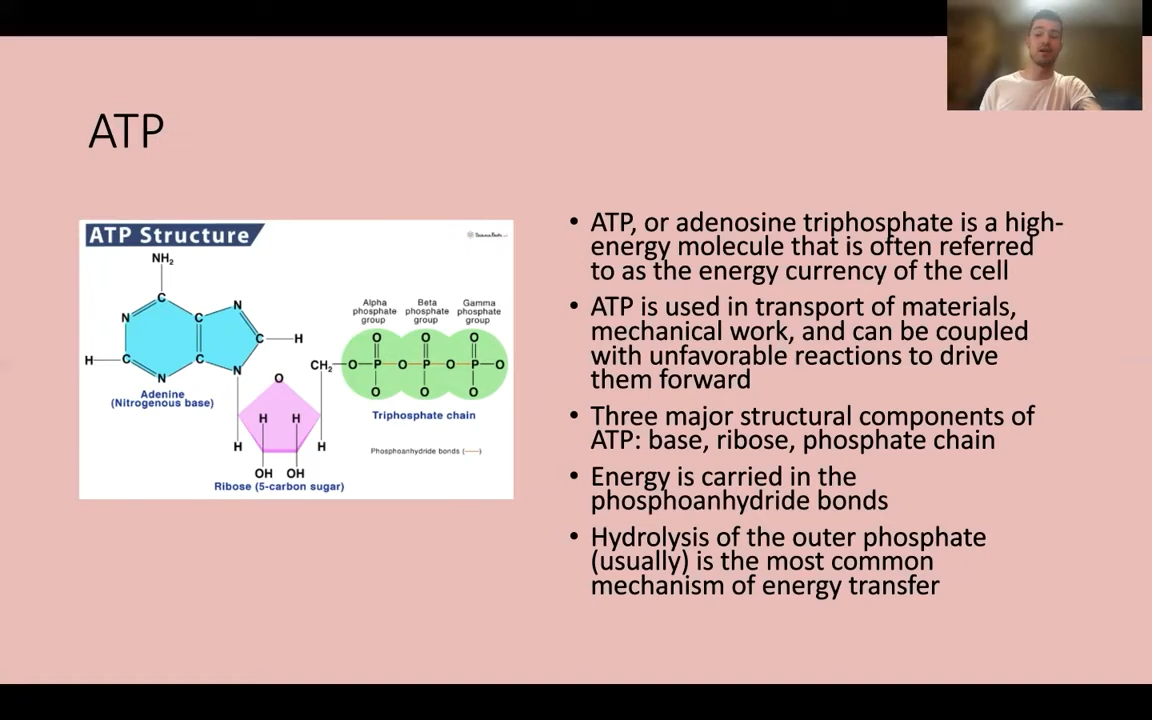 ATP
ATP Structure
NH₂
C
N
C
N
C
H
H
C
C
N
N
Adenine
(Nitrogenous base)
O
CH₂
H
H
H
H
OH
OH
Ribose (5-carbon sugar)
Alpha
phosphate
group
Beta
phosphate
group
Gamma
phosphate
group
O
O
O
O
P
O
P
O
P
O
O
O
O
Triphosphate chain
Phosphoanhydride bonds (—)
• ATP, or adenosine triphosphate is a high-
energy molecule that is often referred
to as the energy currency of the cell
• ATP is used in transport of materials,
mechanical work, and can be coupled
with unfavorable reactions to drive
them forward
• Three major structural components of
ATP: base, ribose, phosphate chain
• Energy is carried in the
phosphoanhydride bonds
• Hydrolysis of the outer phosphate
(usually) is the most common
mechanism of energy transfer